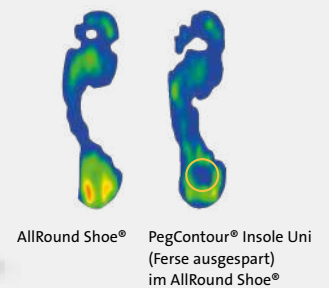 AllRound Shoe®
PegContour® Insole Uni
(Ferse ausgespart)
im AllRound Shoe®